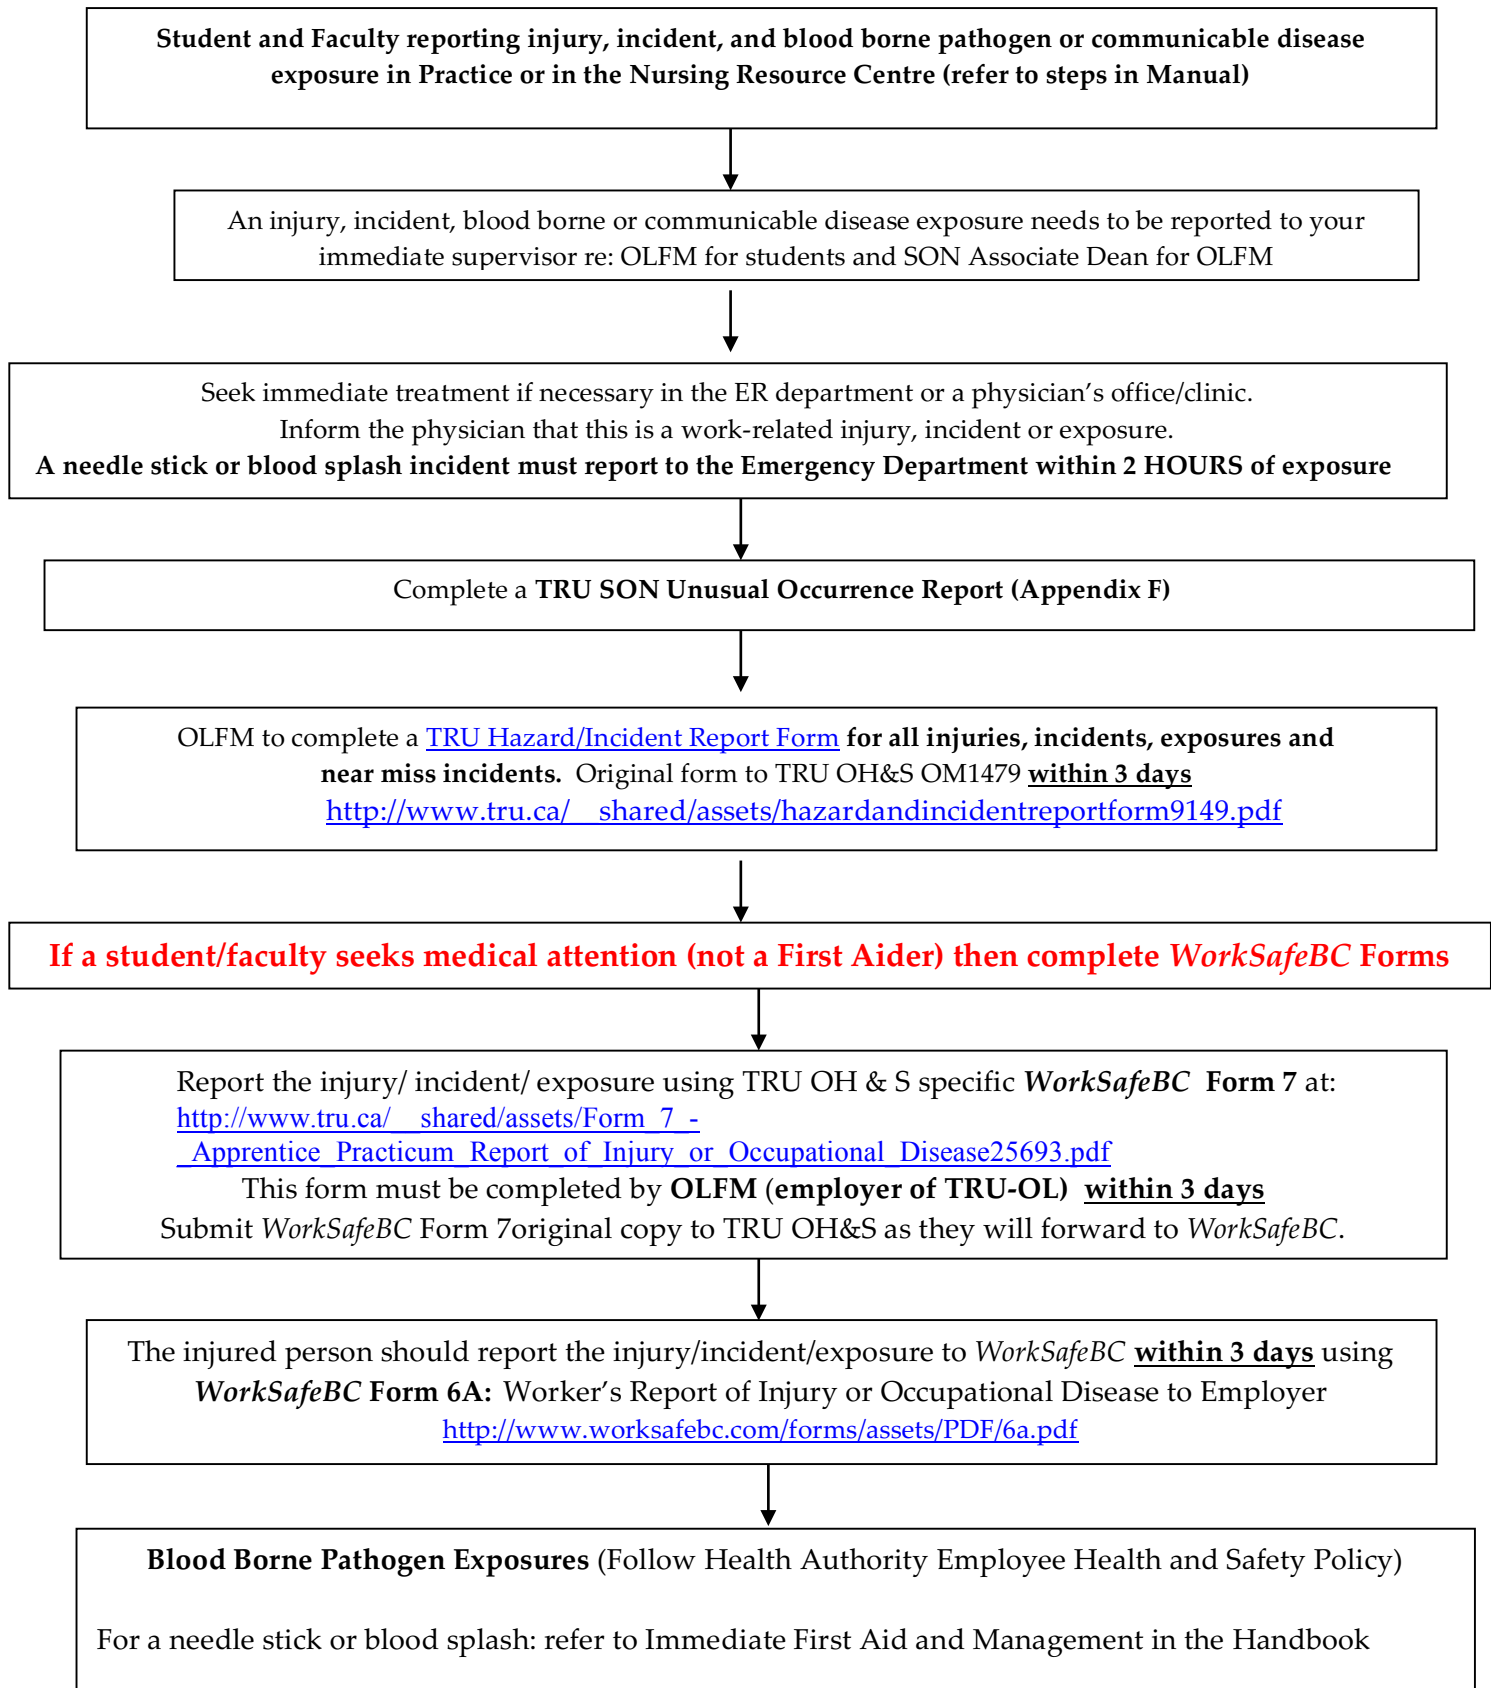 Student and Faculty reporting injury, incident, and blood borne pathogen or communicable disease
exposure in Practice or in the Nursing Resource Centre (refer to steps in Manual)
An injury, incident, blood borne or communicable disease exposure needs to be reported to your
immediate supervisor re: OLFM for students and SON Associate Dean for OLFM
Seek immediate treatment if necessary in the ER department or a physician’s office/clinic.
Inform the physician that this is a work-related injury, incident or exposure.
A needle stick or blood splash incident must report to the Emergency Department within 2 HOURS of exposure
Complete a TRU SON Unusual Occurrence Report (Appendix F)
OLFM to complete a TRU Hazard/Incident Report Form for all injuries, incidents, exposures and
near miss incidents. Original form to TRU OH&S OM1479 within 3 days
http://www.tru.ca/__shared/assets/hazardandincidentreportform9149.pdf
If a student/faculty seeks medical attention (not a First Aider) then complete WorkSafeBC Forms
Report the injury/ incident/ exposure using TRU OH & S specific WorkSafeBC Form 7 at:
http://www.tru.ca/__shared/assets/Form_7_-
_Apprentice_Practicum_Report_of_Injury_or_Occupational_Disease25693.pdf
This form must be completed by OLFM (employer of TRU-OL) within 3 days
Submit WorkSafeBC Form 7original copy to TRU OH&S as they will forward to WorkSafeBC.
The injured person should report the injury/incident/exposure to WorkSafeBC within 3 days using
WorkSafeBC Form 6A: Worker’s Report of Injury or Occupational Disease to Employer
http://www.worksafebc.com/forms/assets/PDF/6a.pdf
Blood Borne Pathogen Exposures (Follow Health Authority Employee Health and Safety Policy)
For a needle stick or blood splash: refer to Immediate First Aid and Management in the Handbook